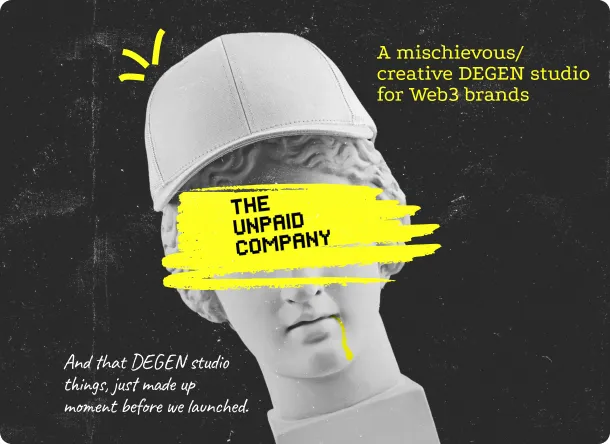 A mischievous/
creative DEGEN studio
for Web3 brands
THE
UNPAID
COMPANY
And that DEGEN studio
things, just made up
moment before we launched.